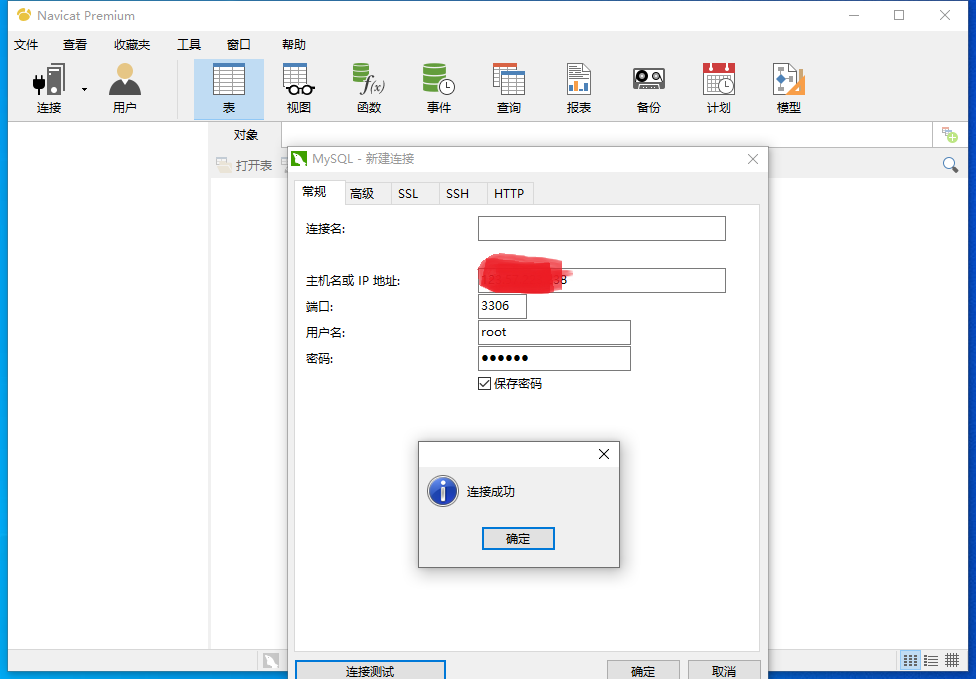 Navicat Premium
文件 查看 收藏夹 工具 窗口 帮助
连接 用户 表 视图 函数 事件 查询 报表 备份 计划 模型
对象
打开表
MySQL - 新建连接
常规 高级 SSL SSH HTTP
连接名:
主机名或 IP 地址:
端口: 3306
用户名: root
密码: ●●●●●●
保存密码
连接成功
确定
连接测试 确定 取消